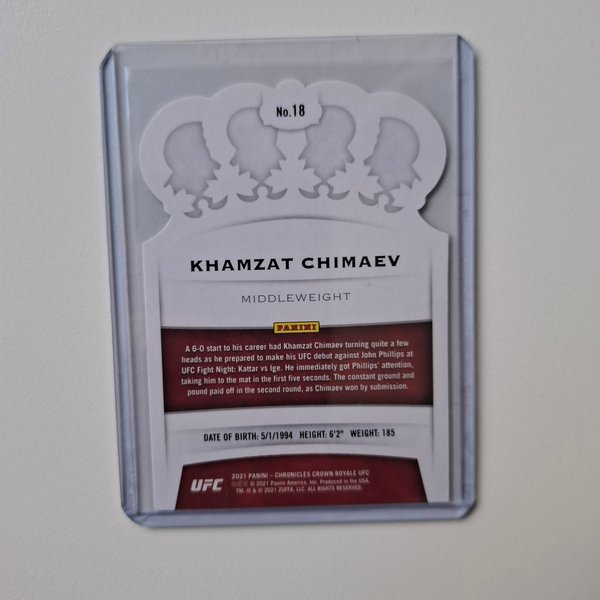 No.18
KHAMZAT CHIMAEV
MIDDLEWEIGHT
PANINI
A 6-0 start to his career had Khamzat Chimaev turning quite a few
heads as he prepared to make his UFC debut against John Phillips at
UFC Fight Night: Kattar vs Ige. He immediately got Phillips' attention,
taking him to the mat in the first five seconds. The constant ground and
pound paid off in the second round, as Chimaev won by submission.
DATE OF BIRTH: 5/1/1994 HEIGHT: 6'2" WEIGHT: 185
UFC
2021 PANINI - CHRONICLES CROWN ROYALE UFC
© 2021 Panini America, Inc. Produced in the USA.
TM, ® & © 2021 ZUFFA, LLC. ALL RIGHTS RESERVED.